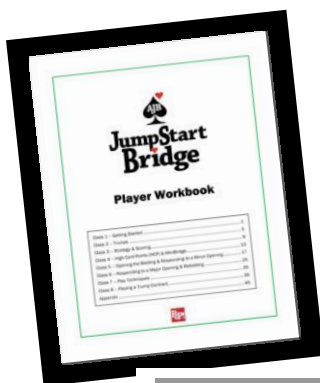 AJB
JumpStart
Bridge
Player Workbook
Class 1 – Getting Started 1
Class 2 – Trumps
Class 3 – Strategy & Scoring
Class 4 – High Card Points (HCP) & MiniBridge
Class 5 – Opening the Bidding & Responding to a Minor Opening
Class 6 – Responding to a Major Opening & Rebidding
Class 7 – Play Techniques
Class 8 – Playing a Trump Contract
Appendix